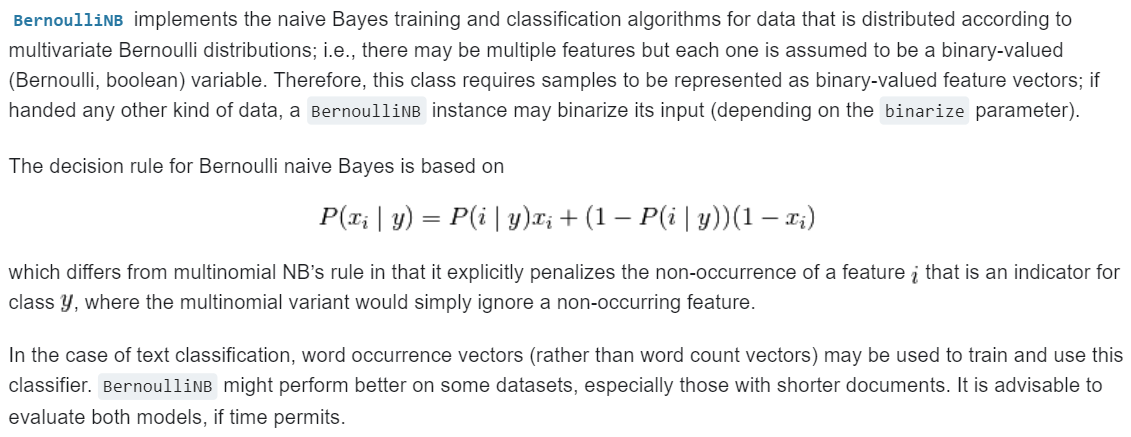 BernoulliNB implements the naive Bayes training and classification algorithms for data that is distributed according to
multivariate Bernoulli distributions; i.e., there may be multiple features but each one is assumed to be a binary-valued
(Bernoulli, boolean) variable. Therefore, this class requires samples to be represented as binary-valued feature vectors; if
handed any other kind of data, a BernoulliNB instance may binarize its input (depending on the binarize parameter).
The decision rule for Bernoulli naive Bayes is based on
P(xᵢ | y) = P(i | y)xᵢ + (1 − P(i | y))(1 − xᵢ)
which differs from multinomial NB’s rule in that it explicitly penalizes the non-occurrence of a feature i that is an indicator for
class y, where the multinomial variant would simply ignore a non-occurring feature.
In the case of text classification, word occurrence vectors (rather than word count vectors) may be used to train and use this
classifier. BernoulliNB might perform better on some datasets, especially those with shorter documents. It is advisable to
evaluate both models, if time permits.